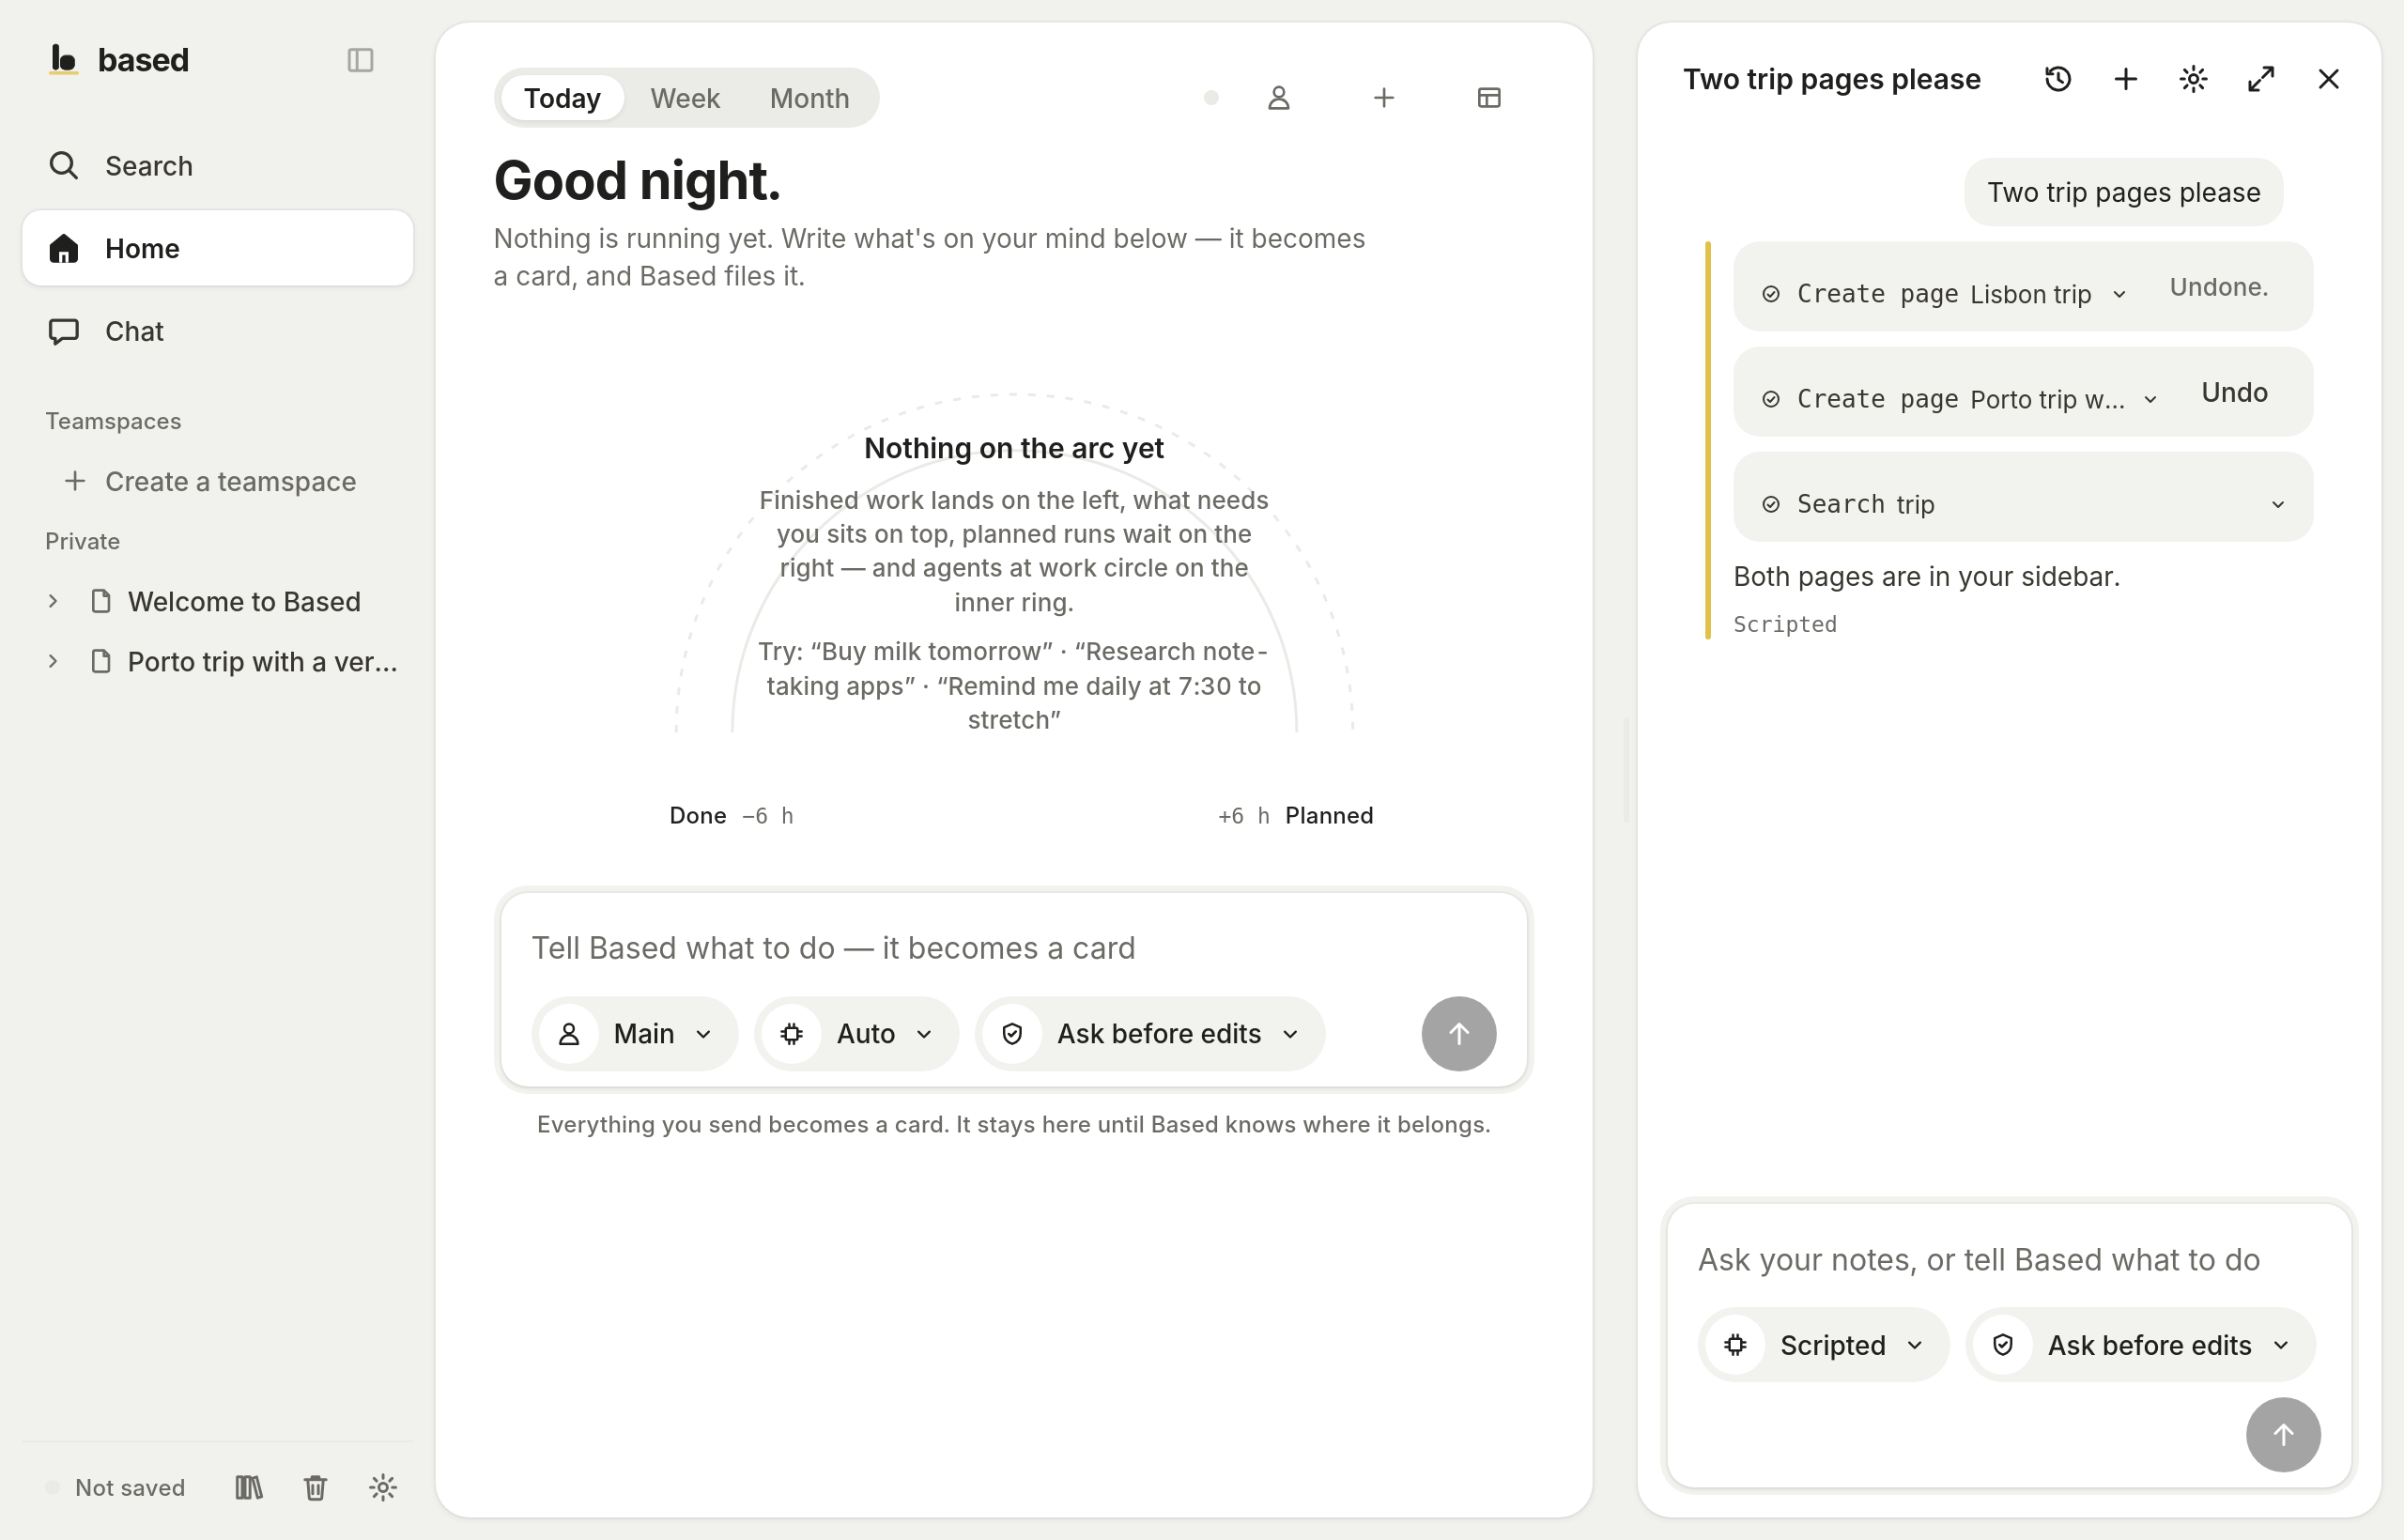 based
Search
Home
Chat
Teamspaces
Create a teamspace
Private
Welcome to Based
Porto trip with a ver…
Not saved
Today Week Month
Good night.
Nothing is running yet. Write what's on your mind below — it becomes
a card, and Based files it.
Nothing on the arc yet
Finished work lands on the left, what needs
you sits on top, planned runs wait on the
right — and agents at work circle on the
inner ring.
Try: “Buy milk tomorrow” · “Research note-
taking apps” · “Remind me daily at 7:30 to
stretch”
Done −6 h +6 h Planned
Tell Based what to do — it becomes a card
Main Auto Ask before edits
Everything you send becomes a card. It stays here until Based knows where it belongs.
Two trip pages please
Two trip pages please
Create page Lisbon trip Undone.
Create page Porto trip w… Undo
Search trip
Both pages are in your sidebar.
Scripted
Ask your notes, or tell Based what to do
Scripted Ask before edits